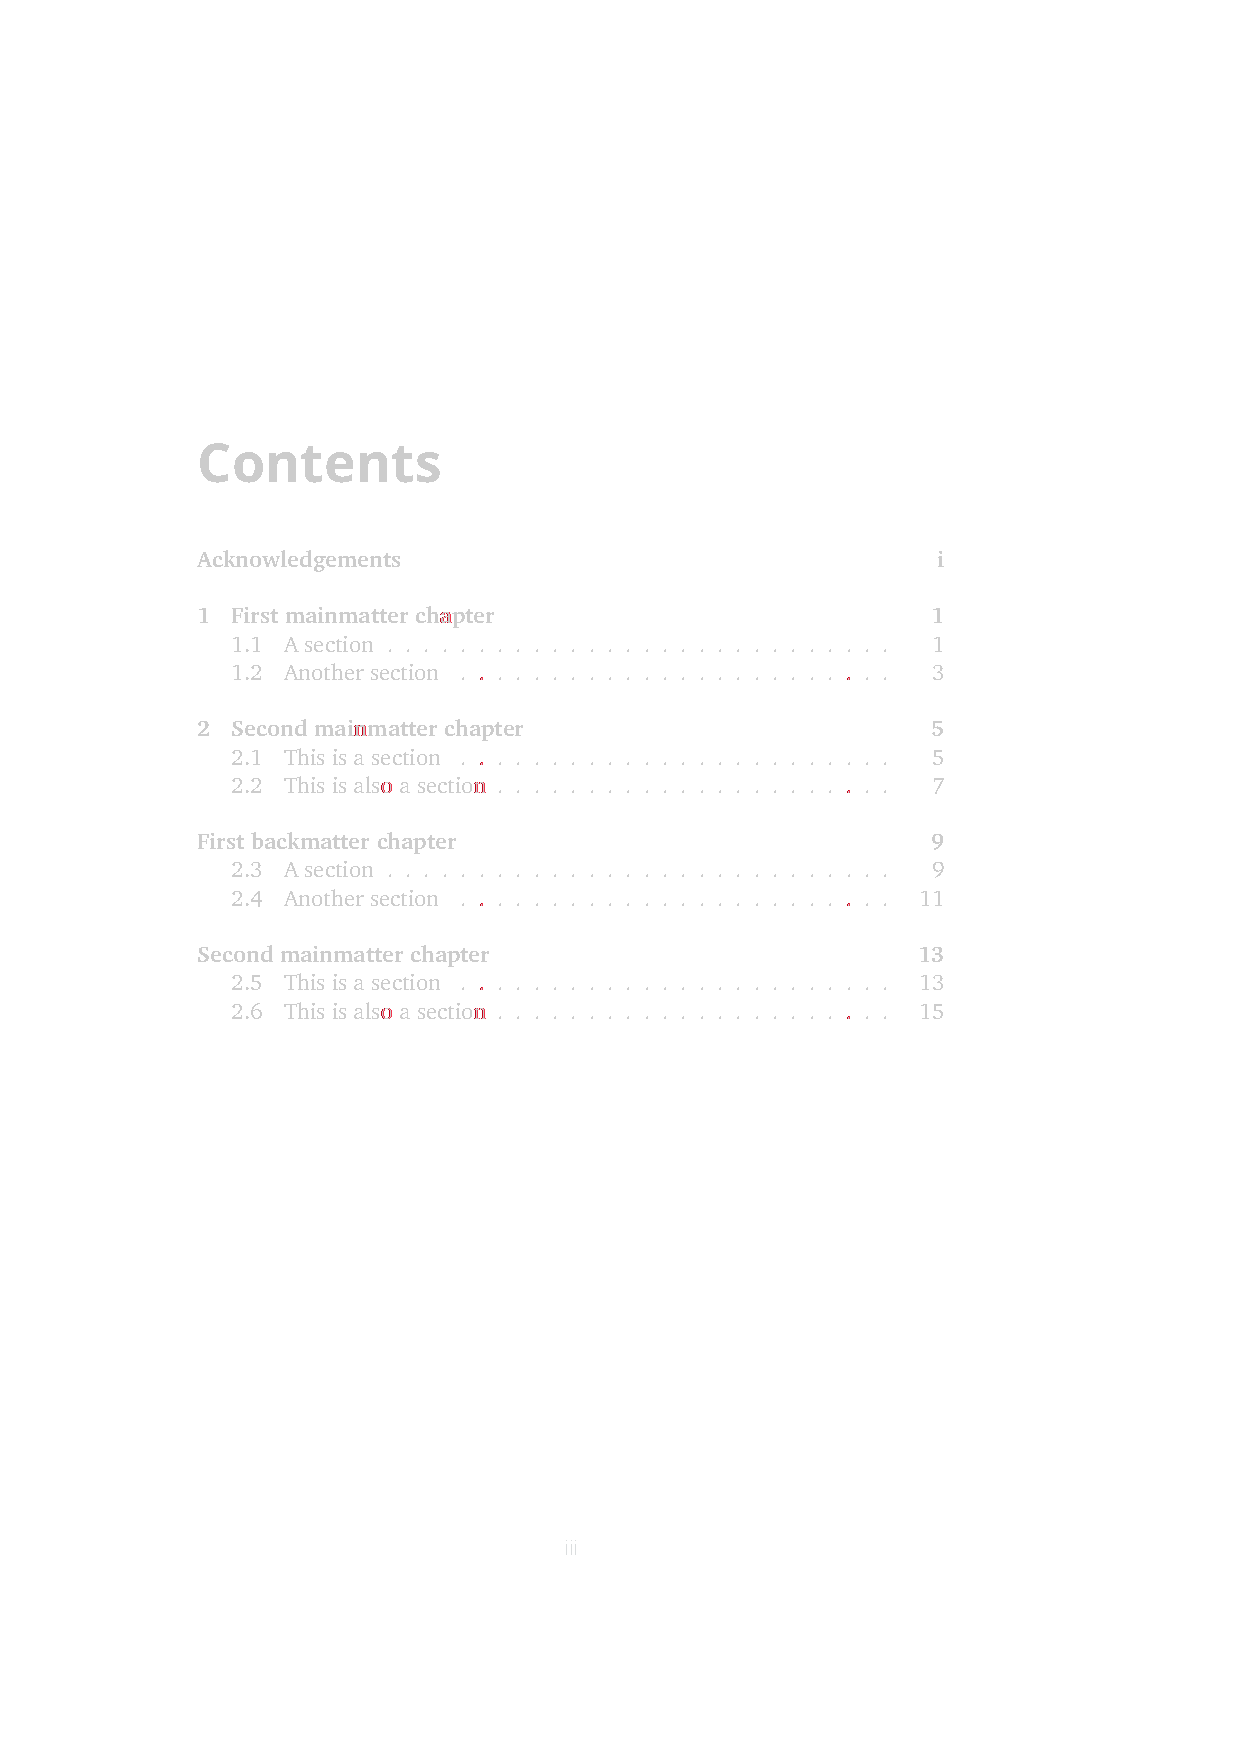 Contents
Acknowledgements i
1 First mainmatter chapter 1
1.1 A section . . . . . . . . . . . . . . . . . . . . . . . . . . . . 1
1.2 Another section . . . . . . . . . . . . . . . . . . . . . . . . 3
2 Second mainmatter chapter 5
2.1 This is a section . . . . . . . . . . . . . . . . . . . . . . . . 5
2.2 This is also a section . . . . . . . . . . . . . . . . . . . . . . 7
First backmatter chapter 9
2.3 A section . . . . . . . . . . . . . . . . . . . . . . . . . . . . 9
2.4 Another section . . . . . . . . . . . . . . . . . . . . . . . . 11
Second mainmatter chapter 13
2.5 This is a section . . . . . . . . . . . . . . . . . . . . . . . . 13
2.6 This is also a section . . . . . . . . . . . . . . . . . . . . . . 15
iii